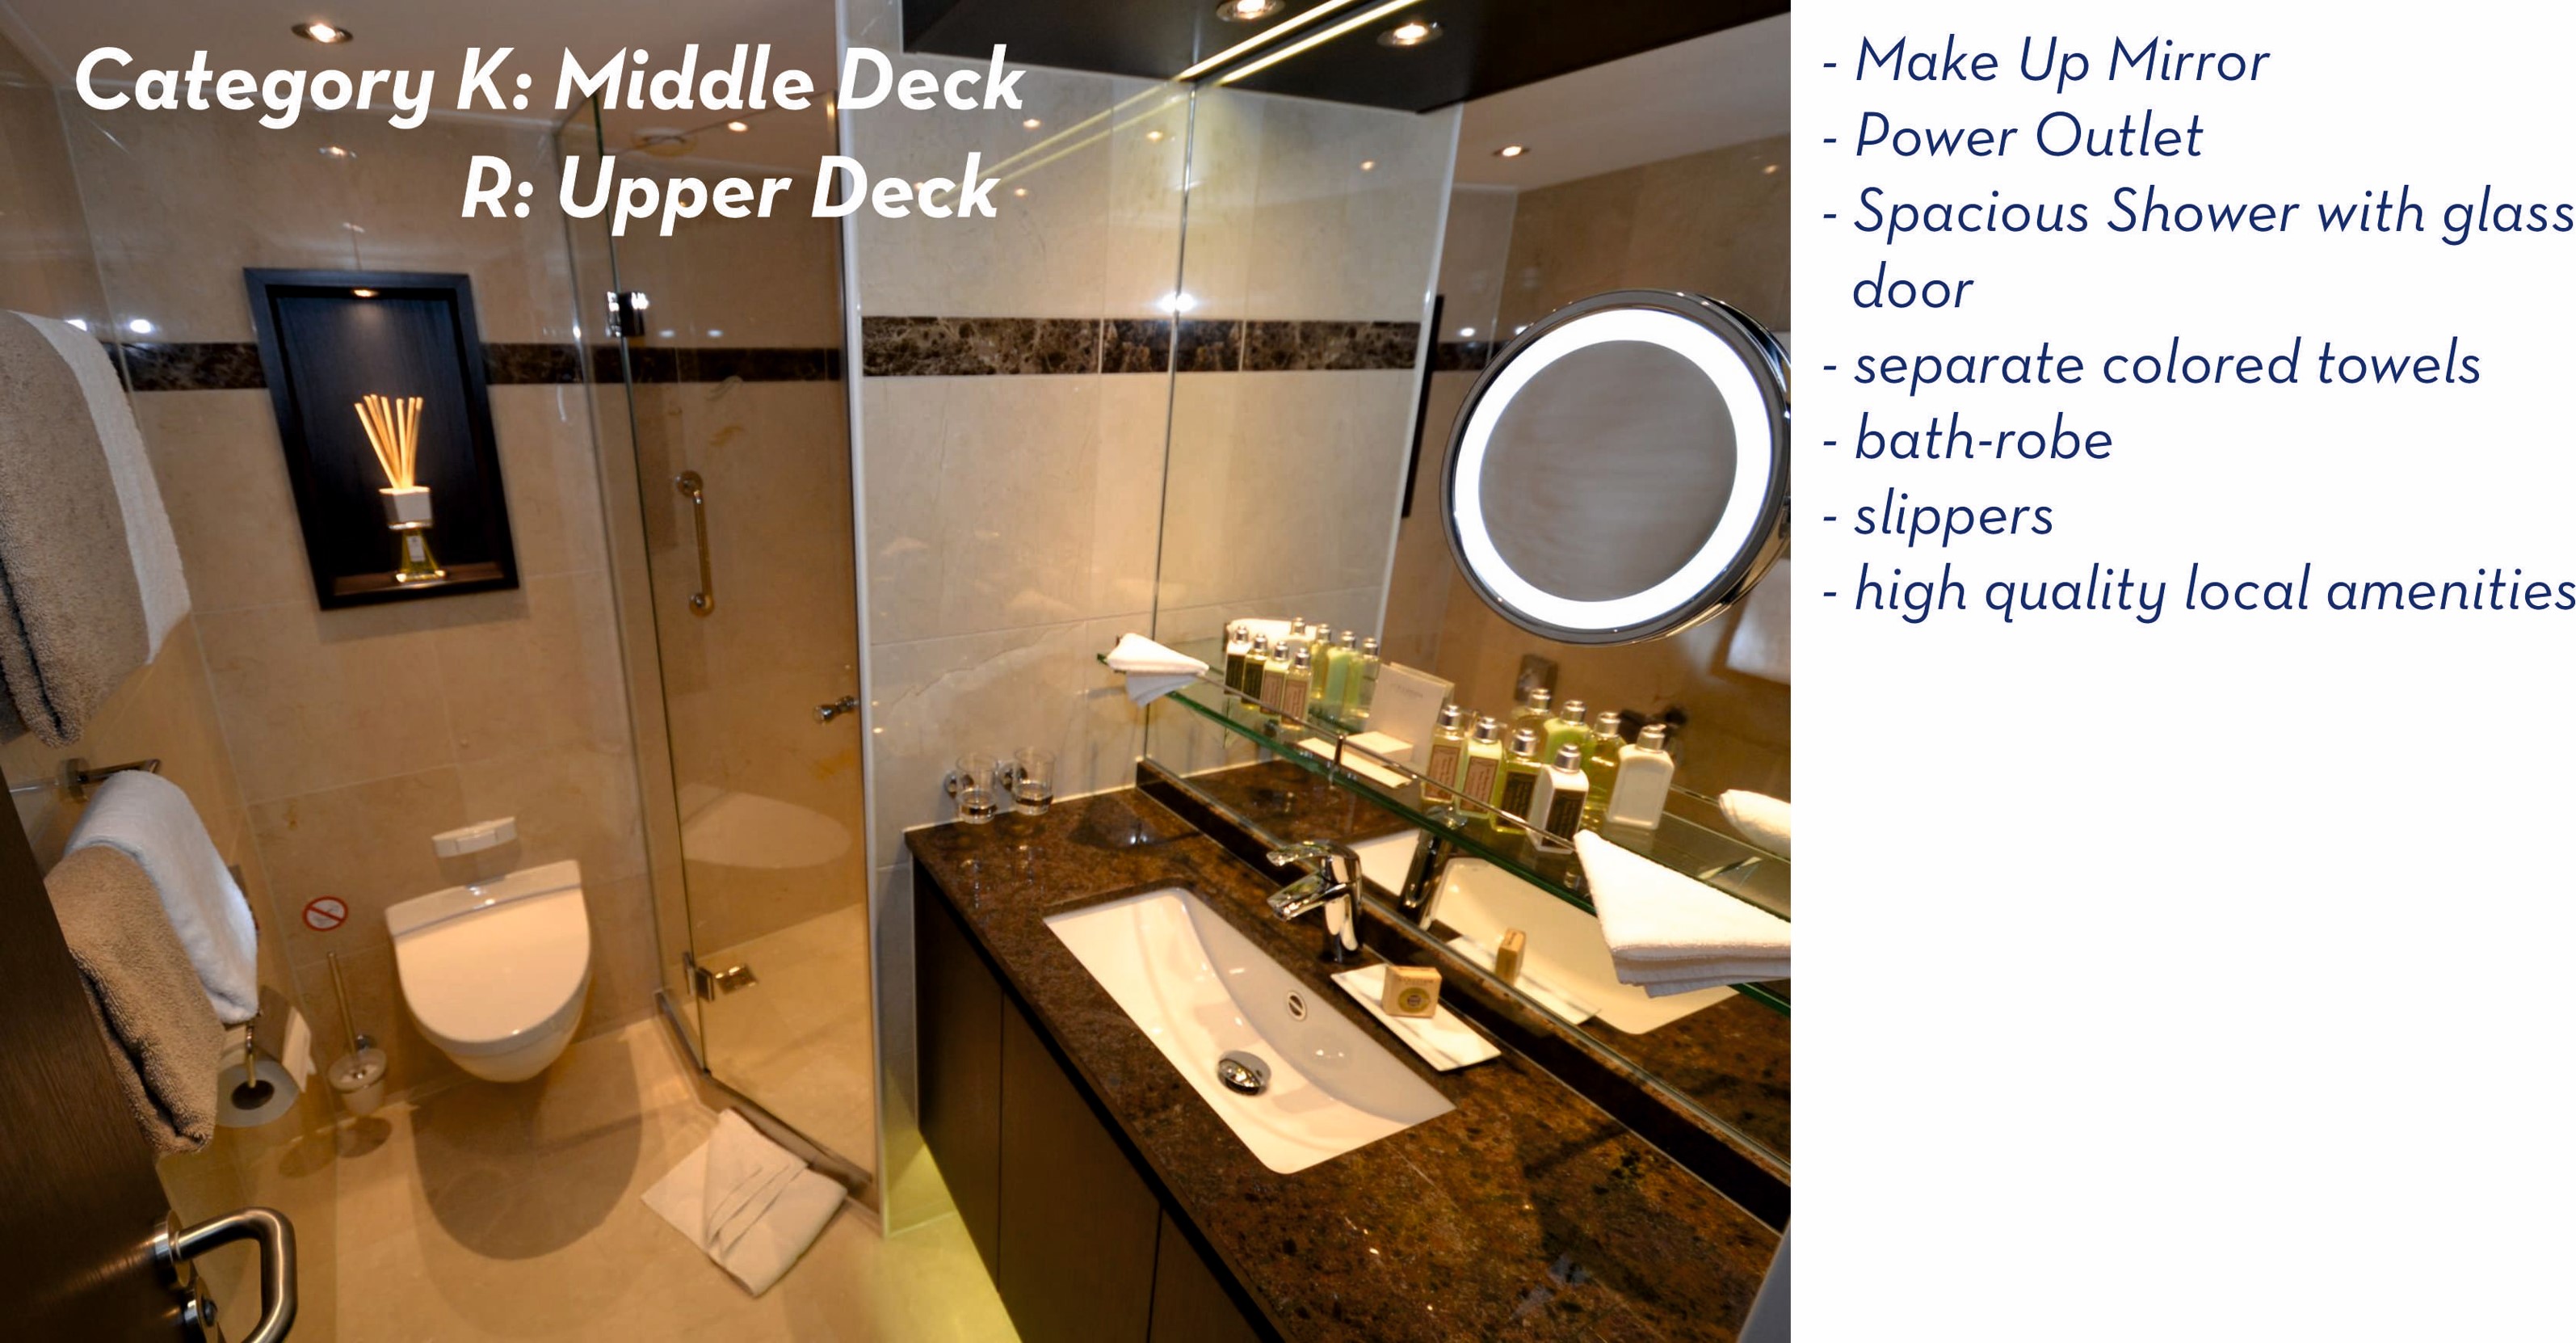 Category K: Middle Deck
R: Upper Deck
- Make Up Mirror
- Power Outlet
- Spacious Shower with glass
door
- separate colored towels
- bath-robe
- slippers
- high quality local amenities